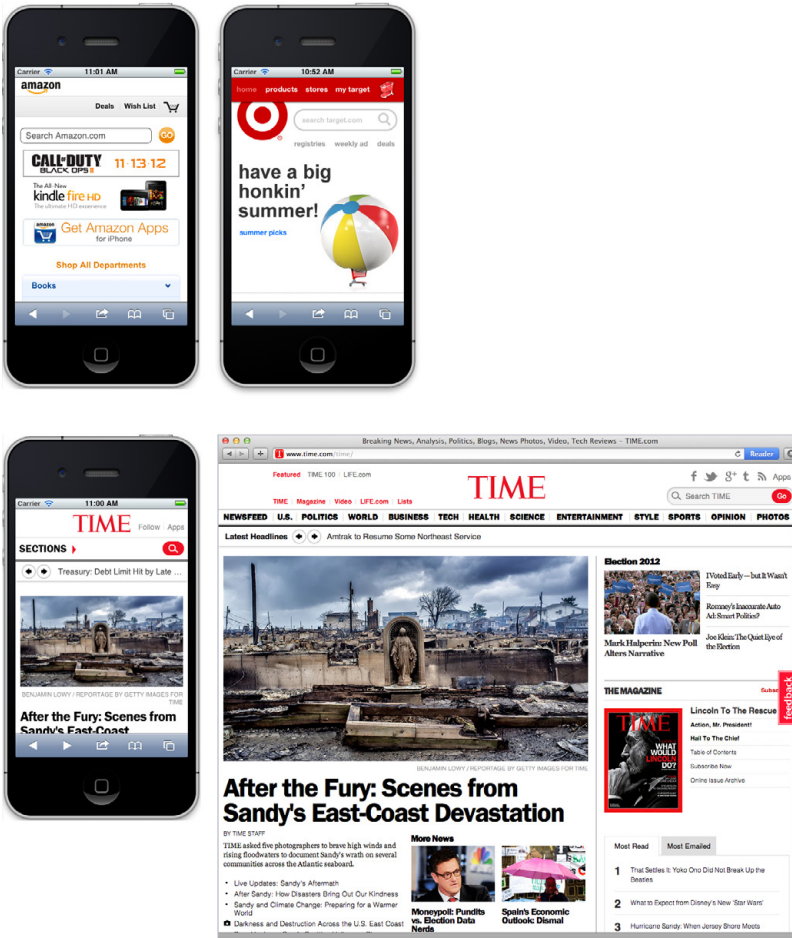 Carrier 11:01 AM
amazon
Deals Wish List
Search Amazon.com GO
CALL OF DUTY 11·13·12
BLACK OPS II
The All-New
kindle fire HD
The ultimate HD experience
amazon Get Amazon Apps
for iPhone
Shop All Departments
Books
Carrier 10:52 AM
home products stores my target
search target.com
registries weekly ad deals
have a big
honkin'
summer!
summer picks
Carrier 11:00 AM
TIME Follow Apps
SECTIONS
Treasury: Debt Limit Hit by Late ...
BENJAMIN LOWY / REPORTAGE BY GETTY IMAGES FOR
TIME
After the Fury: Scenes from
Sandy's East-Coast
Breaking News, Analysis, Politics, Blogs, News Photos, Video, Tech Reviews – TIME.com
www.time.com/time/ Reader
Featured TIME 100 LIFE.com
TIME
Apps
TIME Magazine Video LIFE.com Lists
Search TIME Go
NEWSFEED U.S. POLITICS WORLD BUSINESS TECH HEALTH SCIENCE ENTERTAINMENT STYLE SPORTS OPINION PHOTOS
Latest Headlines Amtrak to Resume Some Northeast Service
BENJAMIN LOWY / REPORTAGE BY GETTY IMAGES FOR TIME
After the Fury: Scenes from
Sandy's East-Coast Devastation
BY TIME STAFF
TIME asked five photographers to brave high winds and
rising floodwaters to document Sandy's wrath on several
communities across the Atlantic seaboard.
Live Updates: Sandy's Aftermath
After Sandy: How Disasters Bring Out Our Kindness
Sandy and Climate Change: Preparing for a Warmer
World
Darkness and Destruction Across the U.S. East Coast
More News
Moneypoll: Pundits
vs. Election Data
Nerds
Spain's Economic
Outlook: Dismal
Election 2012
Mark Halperin: New Poll
Alters Narrative
I Voted Early — but It Wasn't
Easy
Romney's Inaccurate Auto
Ad: Smart Politics?
Joe Klein: The Quiet Eye of
the Election
feedback
THE MAGAZINE
TIME
WHAT
WOULD
LINCOLN
DO?
Lincoln To The Rescue
Action, Mr. President!
Hail To The Chief
Table of Contents
Subscribe Now
Online Issue Archive
Most Read Most Emailed
1 That Settles It: Yoko Ono Did Not Break Up the
Beatles
2 What to Expect from Disney's New 'Star Wars'
3 Hurricane Sandy: When Jersey Shore Meets